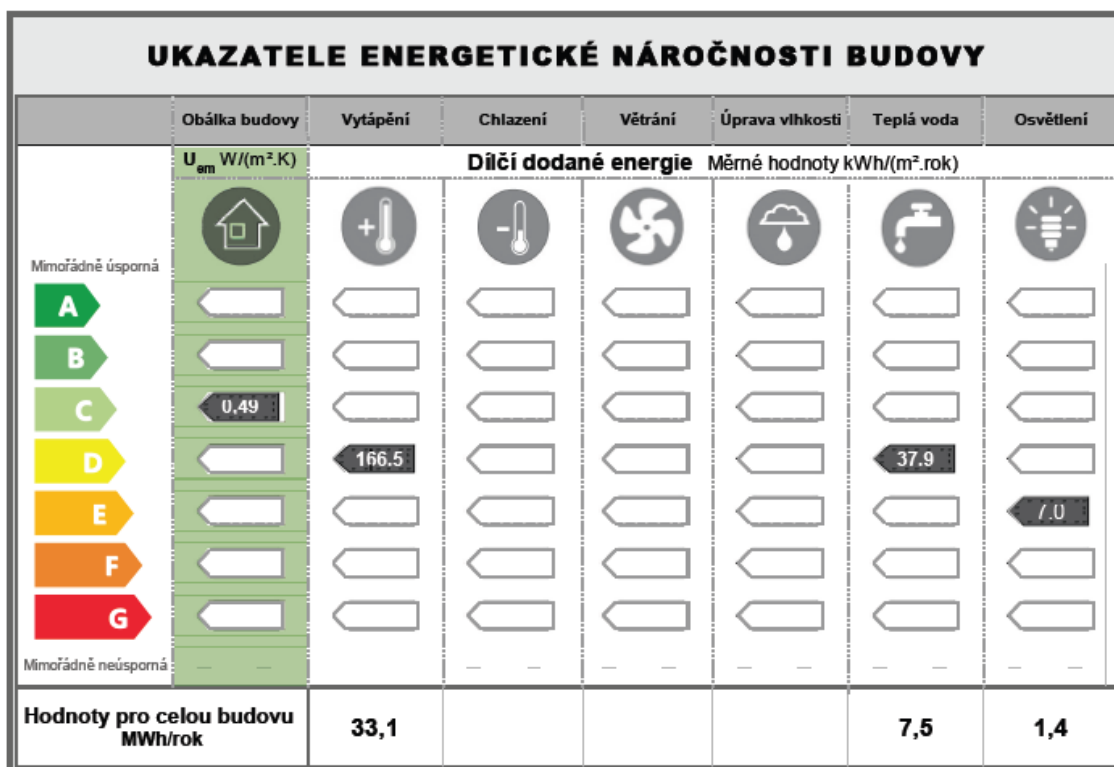 UKAZATELE ENERGETICKÉ NÁROČNOSTI BUDOVY
Obálka budovy Vytápění Chlazení Větrání Úprava vlhkosti Teplá voda Osvětlení
Uem W/(m².K) Dílčí dodané energie Měrné hodnoty kWh/(m².rok)
Mimořádně úsporná
A
B
C 0,49
D 166.5 37.9
E 7.0
F
G
Mimořádně neúsporná
Hodnoty pro celou budovu
MWh/rok
33,1 7,5 1,4